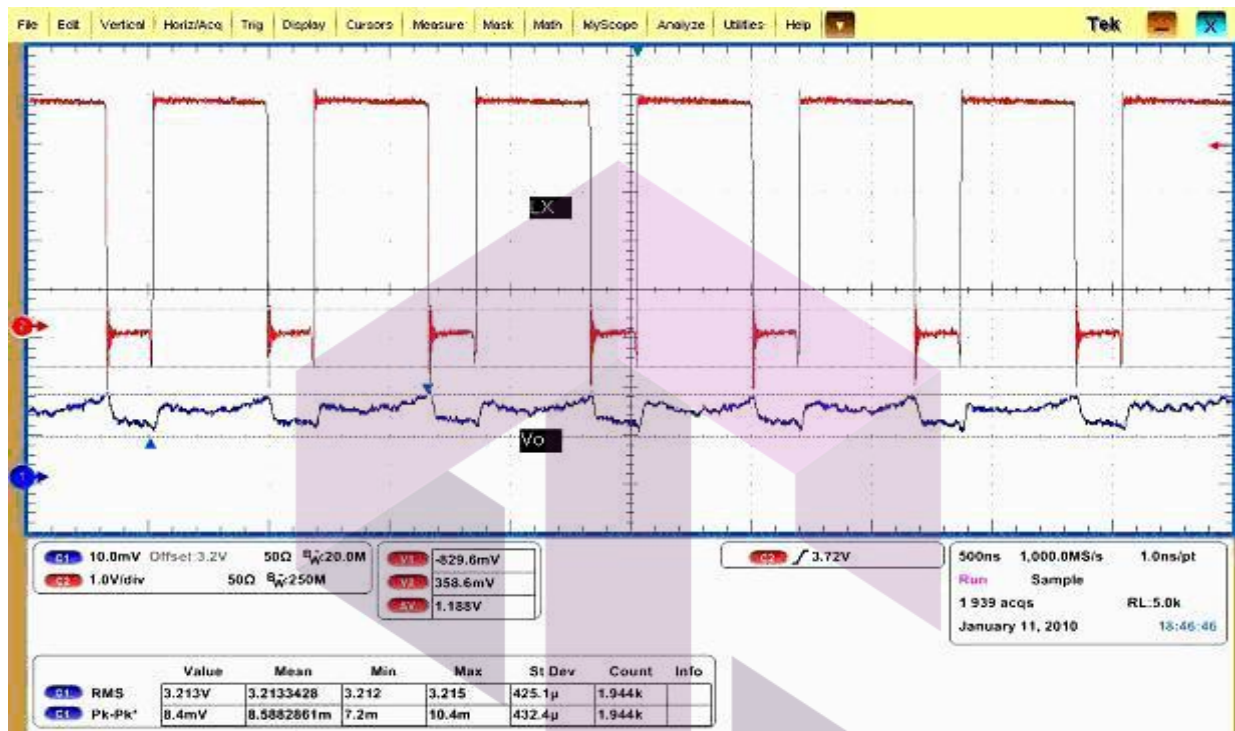 File Edit Vertical Horiz/Acq Trig Display Cursors Measure Mask Math MyScope Analyze Utilities Help Tek X
LX
2
Vo
1
C1 10.0mV Offset:3.2V 50Ω BW:20.0M
C2 1.0V/div 50Ω BW:250M
V1 -829.6mV
V2 358.6mV
ΔV 1.188V
C2 3.72V
500ns 1,000.0MS/s 1.0ns/pt
Run Sample
1 939 acqs RL:5.0k
January 11, 2010 18:46:46
Value Mean Min Max St Dev Count Info
C1 RMS 3.213V 3.2133428 3.212 3.215 425.1µ 1.944k
C1 Pk-Pk* 8.4mV 8.5882861m 7.2m 10.4m 432.4µ 1.944k